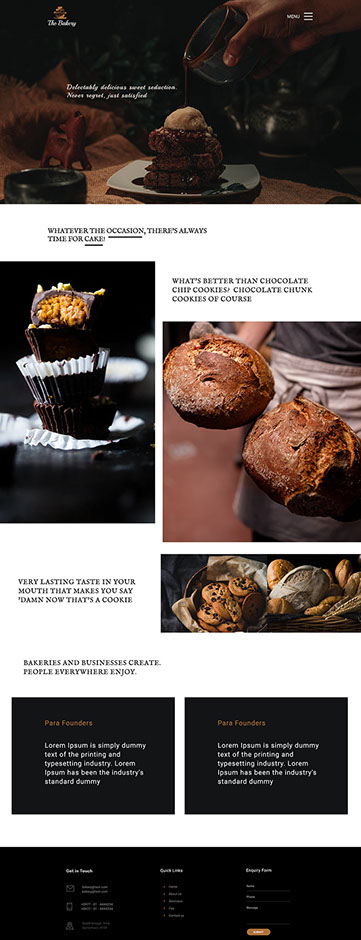 The Bakery
MENU
Delectably delicious sweet seduction.
Never regret, just satisfied
WHATEVER THE OCCASION, THERE'S ALWAYS
TIME FOR CAKE!
WHAT'S BETTER THAN CHOCOLATE
CHIP COOKIES? CHOCOLATE CHUNK
COOKIES OF COURSE
VERY LASTING TASTE IN YOUR
MOUTH THAT MAKES YOU SAY
'DAMN NOW THAT'S A COOKIE
BAKERIES AND BUSINESSES CREATE.
PEOPLE EVERYWHERE ENJOY.
Para Founders
Lorem Ipsum is simply dummy
text of the printing and
typesetting industry. Lorem
Ipsum has been the industry's
standard dummy
Para Founders
Lorem Ipsum is simply dummy
text of the printing and
typesetting industry. Lorem
Ipsum has been the industry's
standard dummy
Get in Touch
Quick Links
Home
About Us
Services
Faq
Contact us
Enquiry Form
Name
Phone
Message
SUBMIT